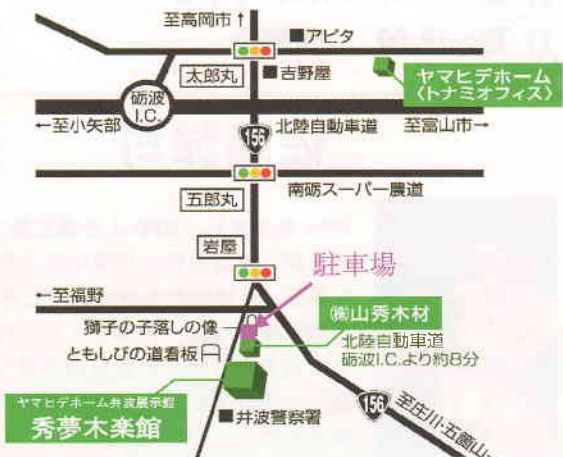 至高岡市↑
■アピタ
太郎丸
■吉野屋
ヤマヒデホーム
〈トナミオフィス〉
砺波
I.C.
←至小矢部
156
北陸自動車道
至富山市→
五郎丸
南砺スーパー農道
岩屋
駐車場
←至福野
㈱山秀木材
獅子の子落しの像
北陸自動車道
砺波I.C.より約8分
ともしびの道看板
ヤマヒデホーム井波展示館
秀夢木楽館
■井波警察署
156
至庄川・五箇山→